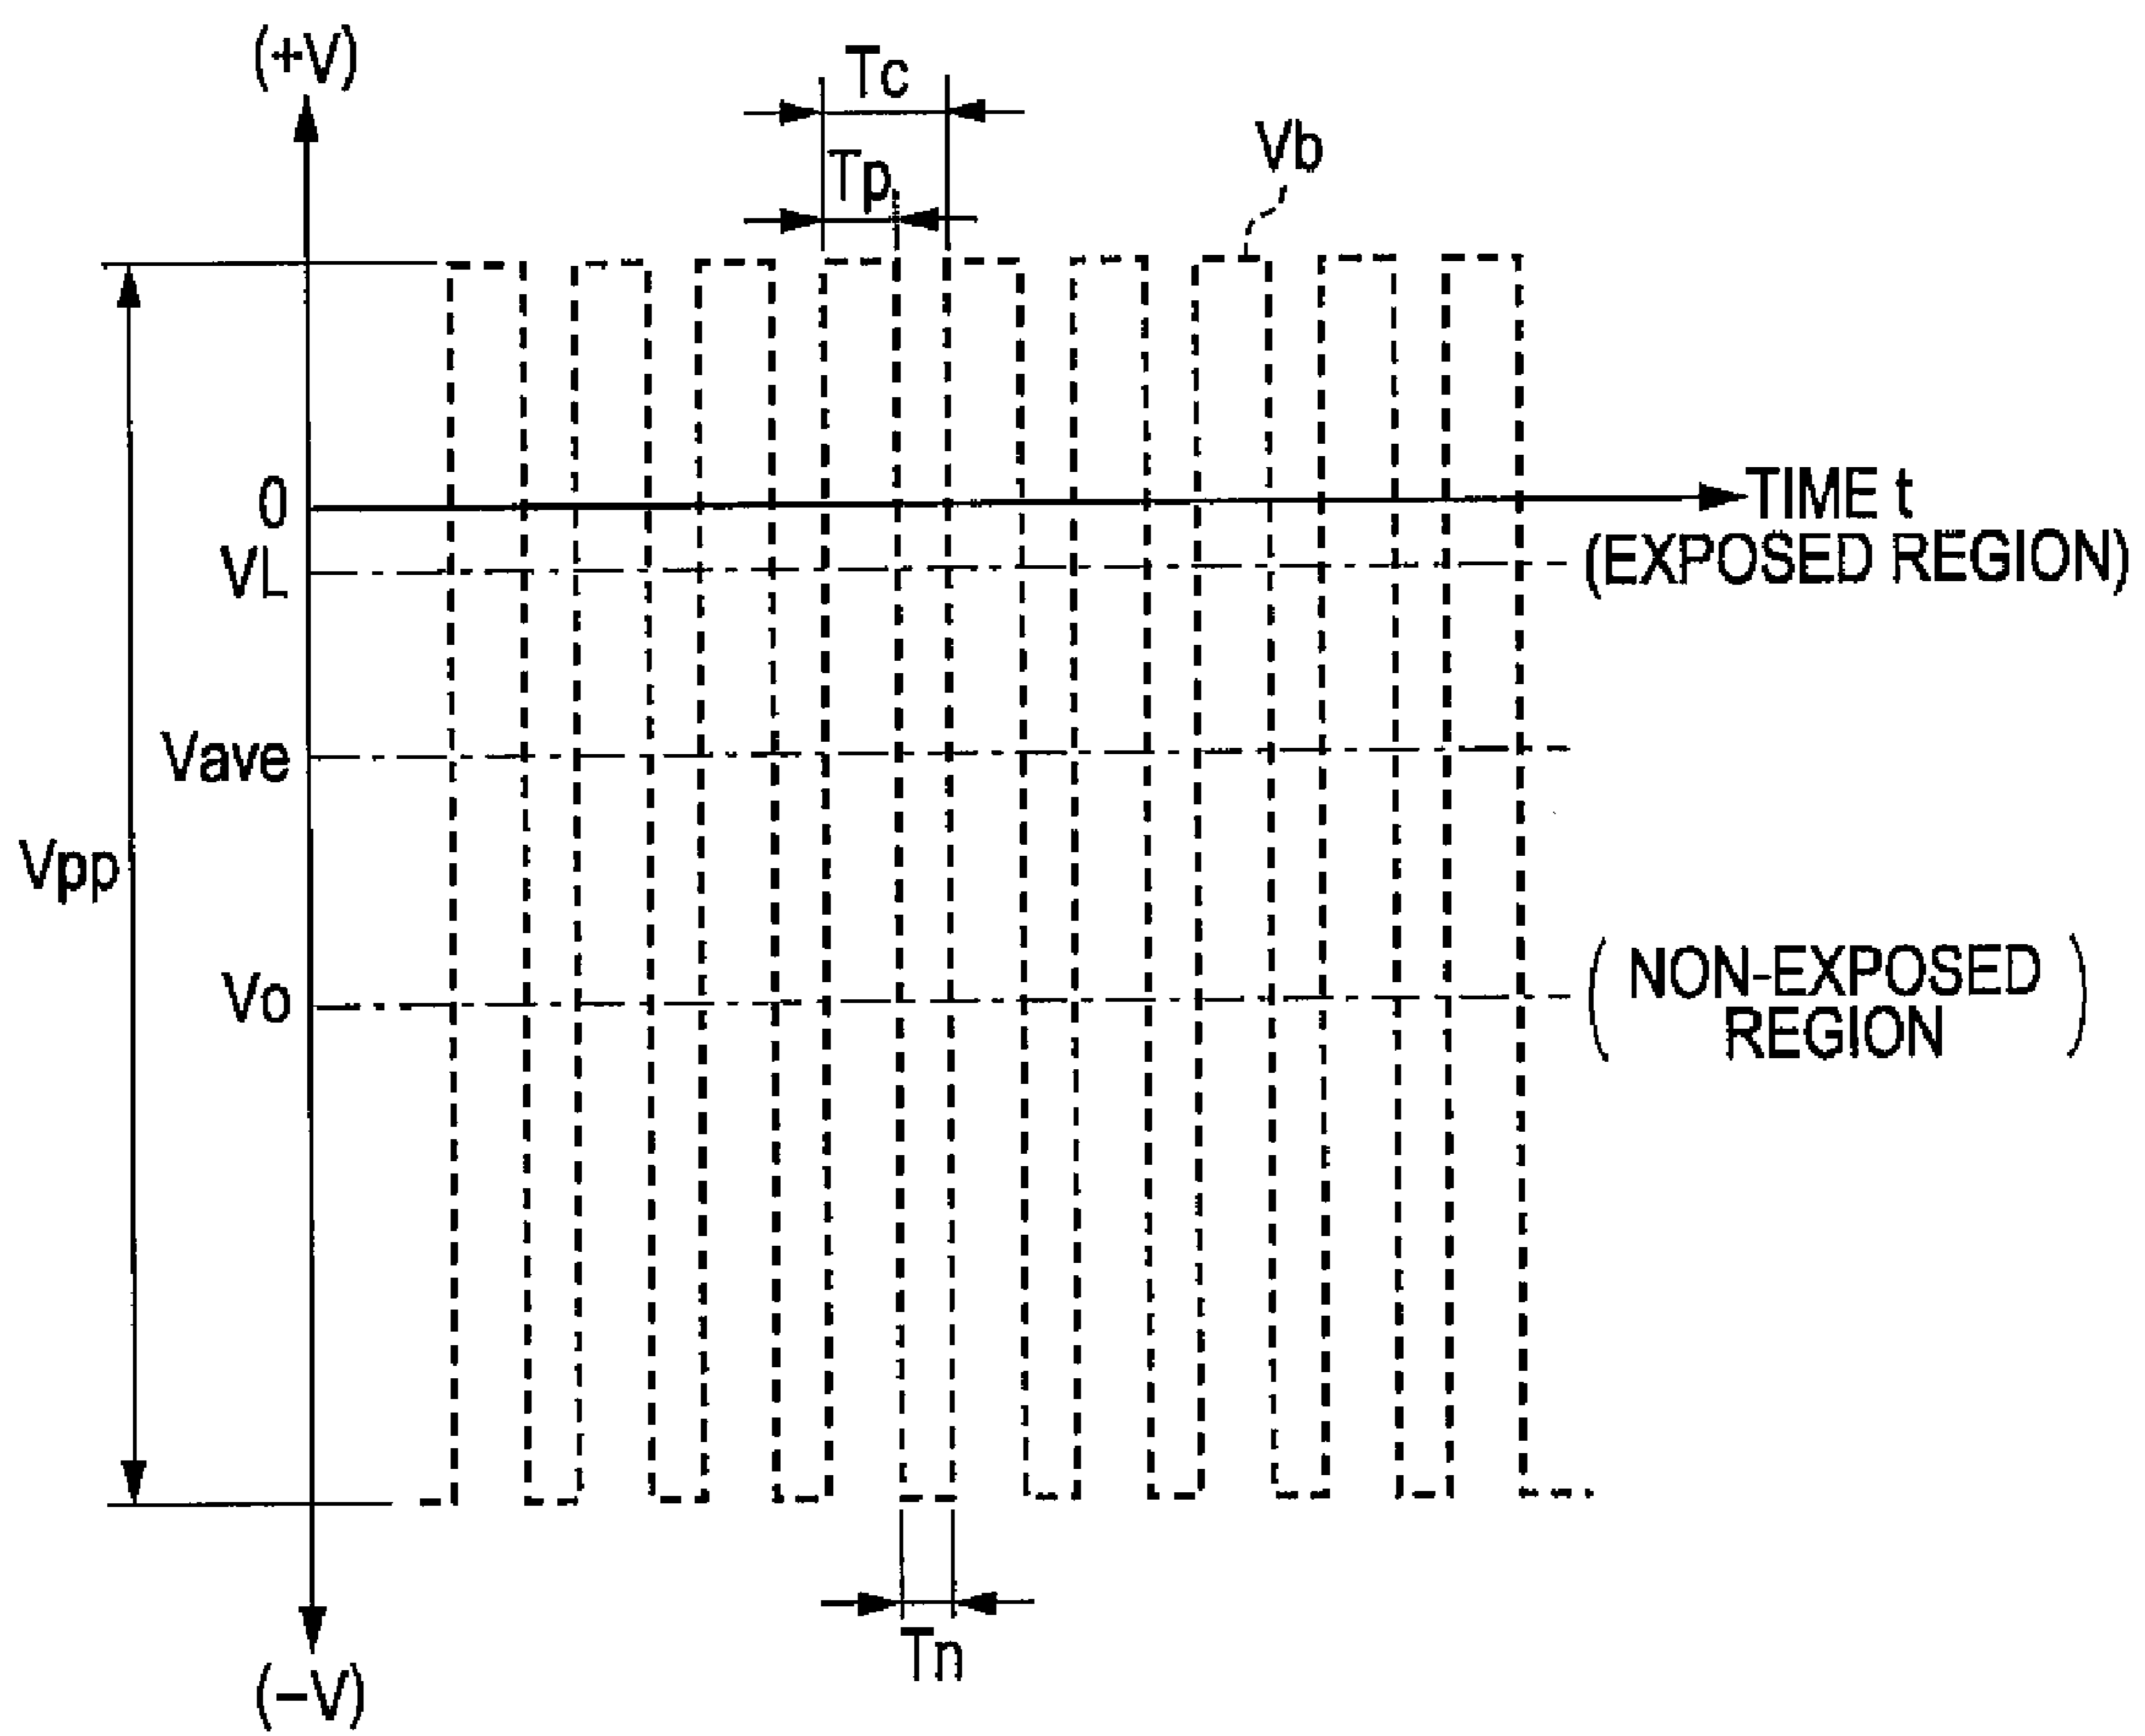 (+V)
Tc
Tp
Vb
0
TIME t
VL
(EXPOSED REGION)
Vave
Vpp
Vo
(NON-EXPOSED
REGION)
Tn
(−V)